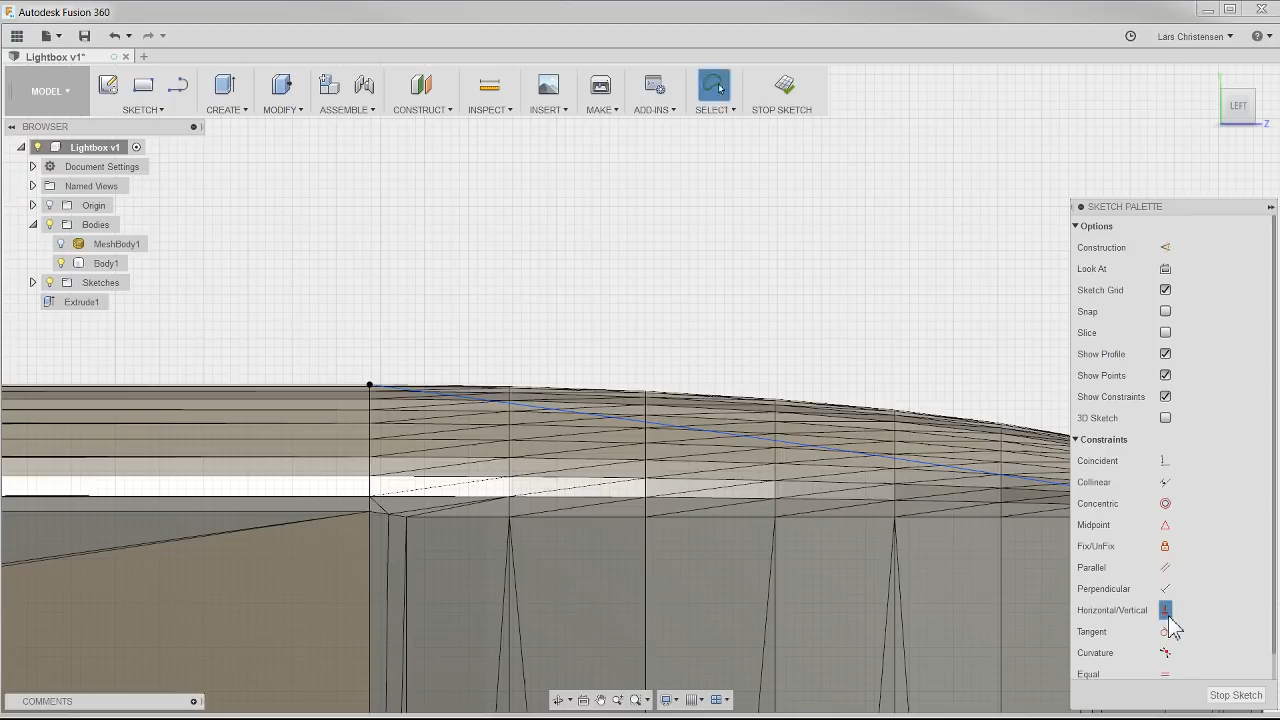 Autodesk Fusion 360
Lars Christensen
Lightbox v1*
MODEL
SKETCH
CREATE
MODIFY
ASSEMBLE
CONSTRUCT
INSPECT
INSERT
MAKE
ADD-INS
SELECT
STOP SKETCH
LEFT
Z
BROWSER
Lightbox v1
Document Settings
Named Views
Origin
Bodies
MeshBody1
Body1
Sketches
Extrude1
SKETCH PALETTE
Options
Construction
Look At
Sketch Grid
Snap
Slice
Show Profile
Show Points
Show Constraints
3D Sketch
Constraints
Coincident
Collinear
Concentric
Midpoint
Fix/UnFix
Parallel
Perpendicular
Horizontal/Vertical
Tangent
Curvature
Equal
Stop Sketch
COMMENTS